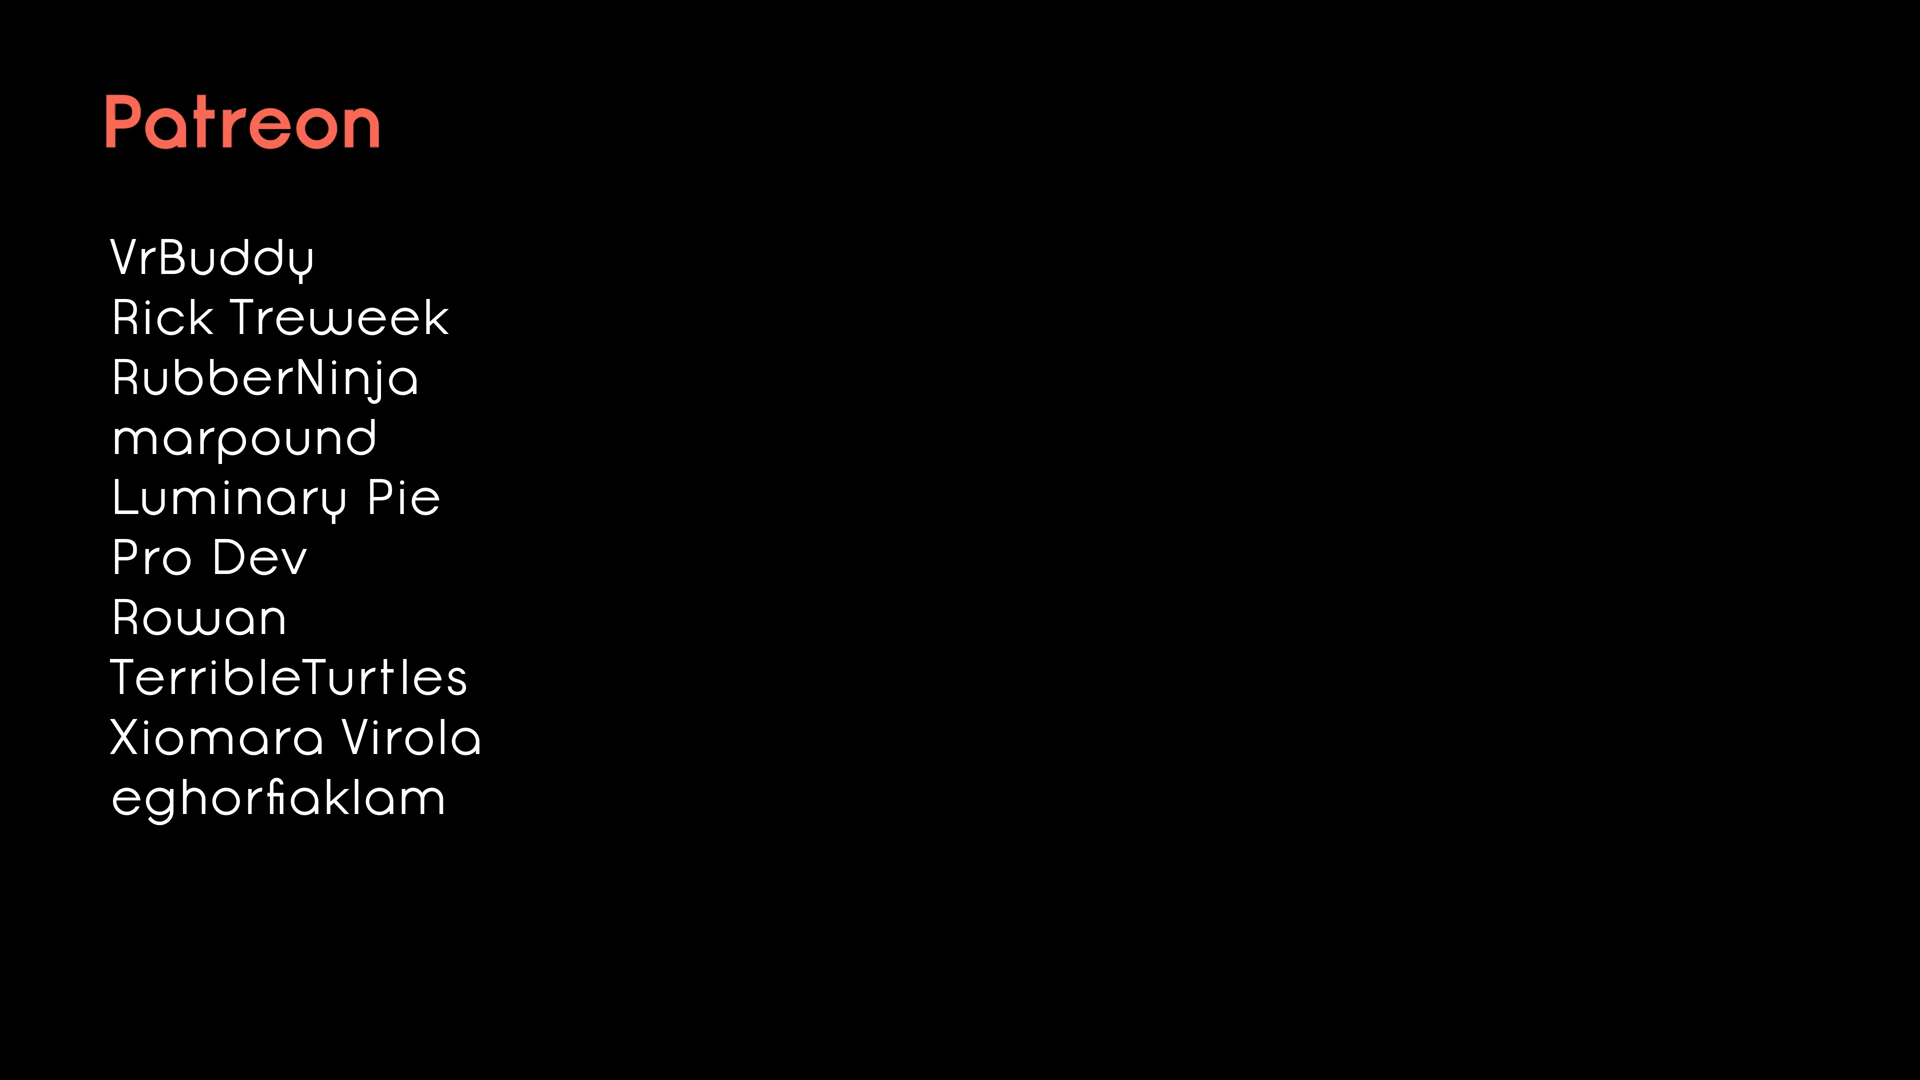 Patreon
VrBuddy
Rick Treweek
RubberNinja
marpound
Luminary Pie
Pro Dev
Rowan
TerribleTurtles
Xiomara Virola
eghorfiaklam